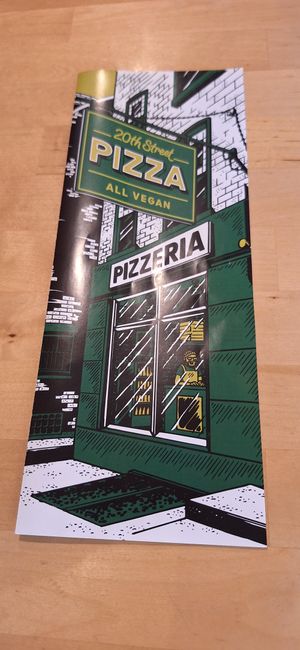 20th Street
PIZZA
ALL VEGAN
PIZZERIA